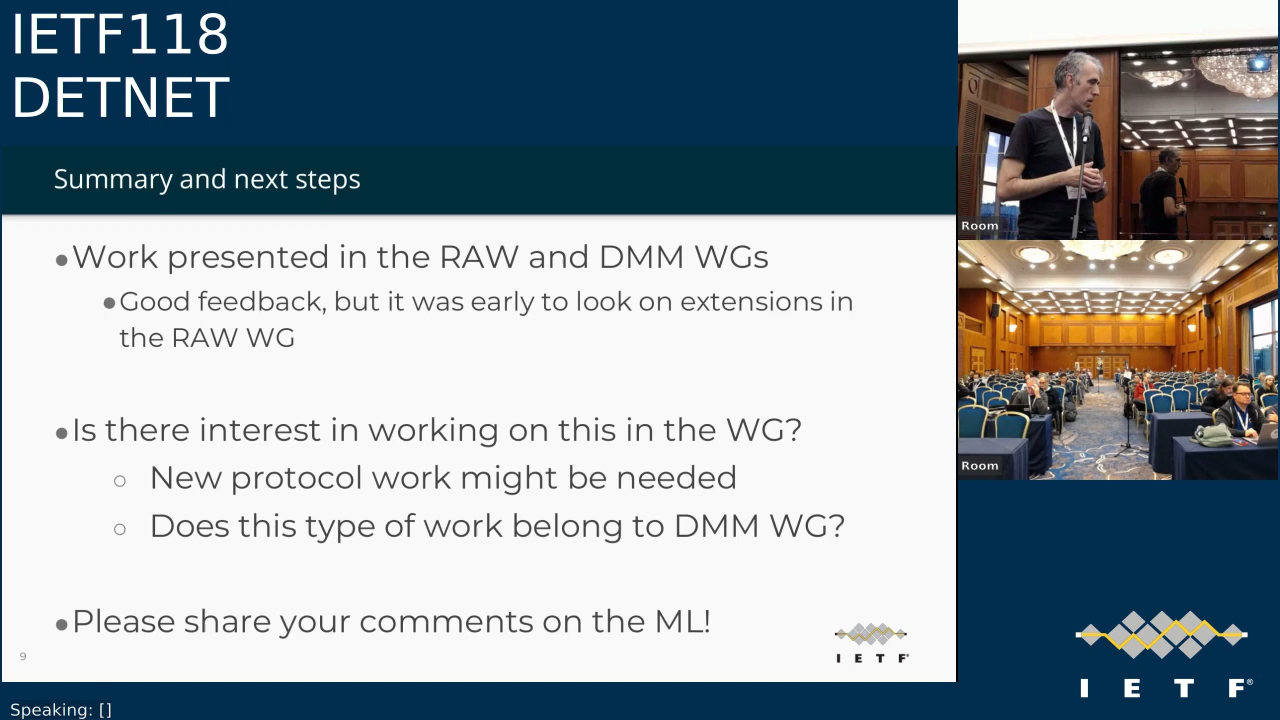 IETF118
DETNET
Summary and next steps
●Work presented in the RAW and DMM WGs
●Good feedback, but it was early to look on extensions in
the RAW WG
●Is there interest in working on this in the WG?
○ New protocol work might be needed
○ Does this type of work belong to DMM WG?
●Please share your comments on the ML!
9
I E T F®
Room
Room
I E T F®
Speaking: []